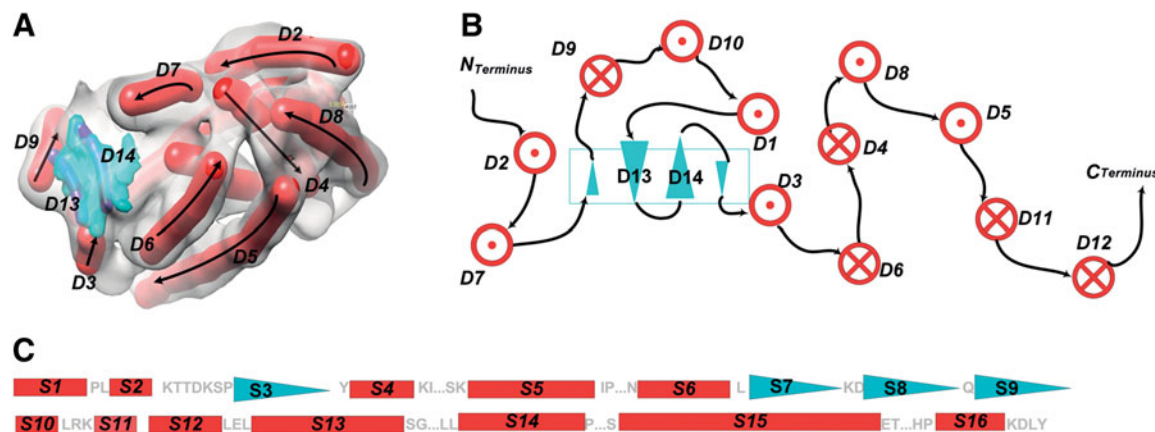 A
D2
D7
D8
D9
D14
D4
D13
D6
D5
D3
B
D9
D10
D8
N Terminus
D5
D1
D4
D2
D13 D14
D3
C Terminus
D11
D12
D7
D6
C
S1 PL S2 KTTDKSP S3 Y S4 KI...SK S5 IP...N S6 L S7 KD S8 Q S9
S10 LRK S11 S12 LEL S13 SG...LL S14 P...S S15 ET...HP S16 KDLY